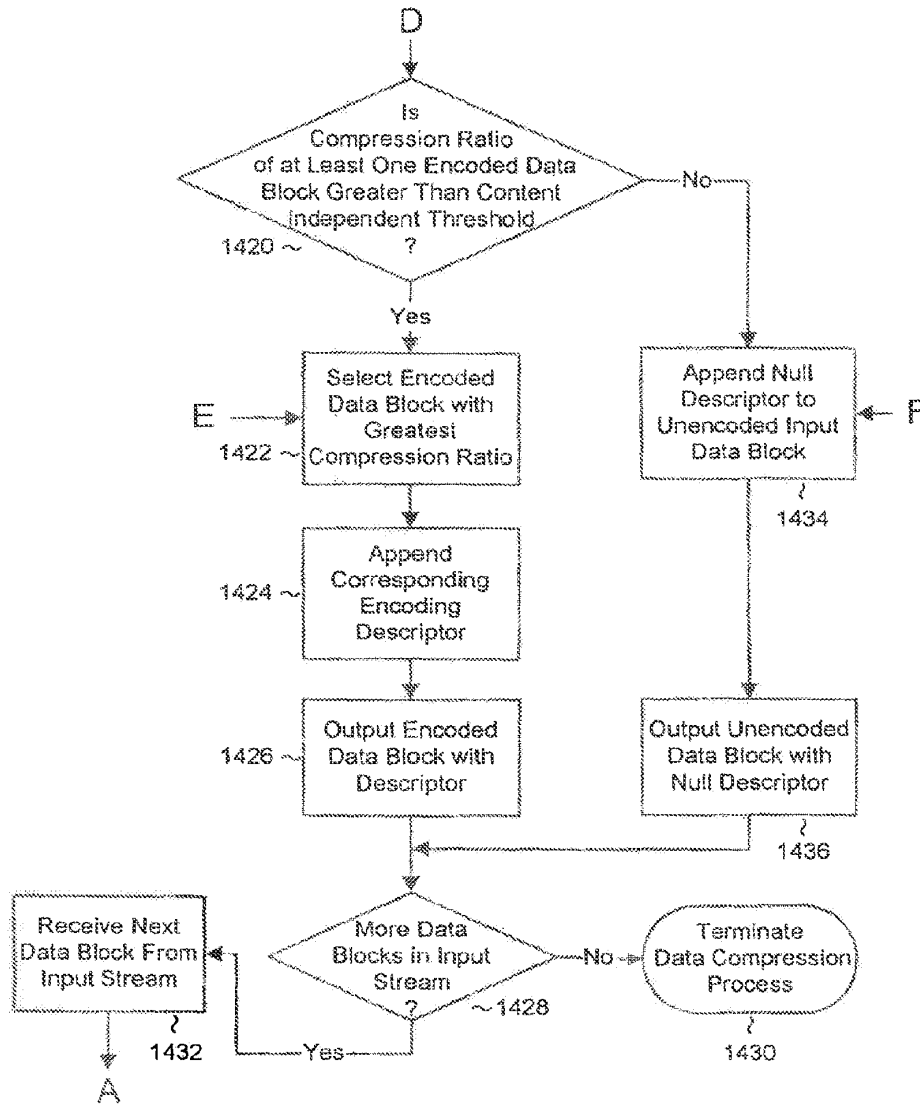 D
Is
Compression Ratio
of at Least One Encoded Data
Block Greater Than Content
Independent Threshold
?
1420
No
Yes
E
Select Encoded
Data Block with
Greatest
Compression Ratio
1422
Append Null
Descriptor to
Unencoded Input
Data Block
F
1434
Append
Corresponding
Encoding
Descriptor
1424
Output Encoded
Data Block with
Descriptor
1426
Output Unencoded
Data Block with
Null Descriptor
1436
Receive Next
Data Block From
Input Stream
1432
More Data
Blocks in Input
Stream
?
1428
No
Terminate
Data Compression
Process
1430
Yes
A